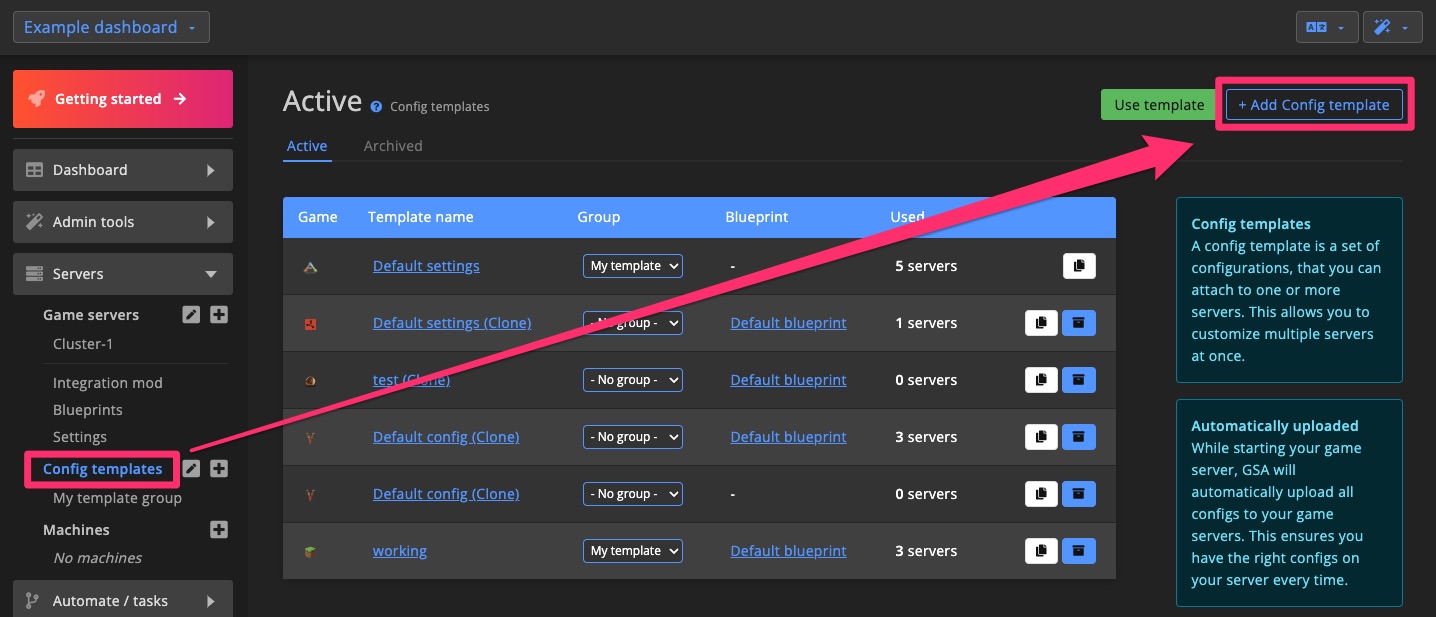 Example dashboard
Getting started
Dashboard
Admin tools
Servers
Game servers
Cluster-1
Integration mod
Blueprints
Settings
Config templates
My template group
Machines
No machines
Automate / tasks
Active ? Config templates
Use template
+ Add Config template
Active Archived
Game Template name Group Blueprint Used
Default settings My template - 5 servers
Default settings (Clone) - No group - Default blueprint 1 servers
test (Clone) - No group - Default blueprint 0 servers
Default config (Clone) - No group - Default blueprint 3 servers
Default config (Clone) - No group - - 0 servers
working My template Default blueprint 3 servers
Config templates
A config template is a set of
configurations, that you can
attach to one or more
servers. This allows you to
customize multiple servers
at once.
Automatically uploaded
While starting your game
server, GSA will
automatically upload all
configs to your game
servers. This ensures you
have the right configs on
your server every time.